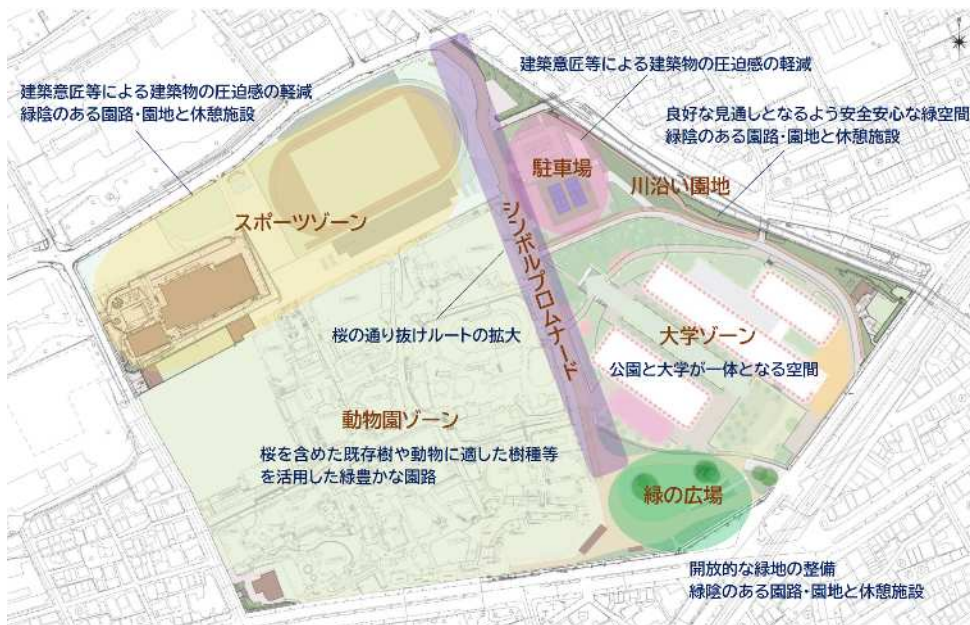 建築意匠等による建築物の圧迫感の軽減
建築意匠等による建築物の圧迫感の軽減
緑陰のある園路・園地と休憩施設
良好な見通しとなるよう安全安心な緑空間
緑陰のある園路・園地と休憩施設
駐車場
川沿い園地
スポーツゾーン
シンボルプロムナード
桜の通り抜けルートの拡大
大学ゾーン
公園と大学が一体となる空間
動物園ゾーン
桜を含めた既存樹や動物に適した樹種等
を活用した緑豊かな園路
緑の広場
開放的な緑地の整備
緑陰のある園路・園地と休憩施設